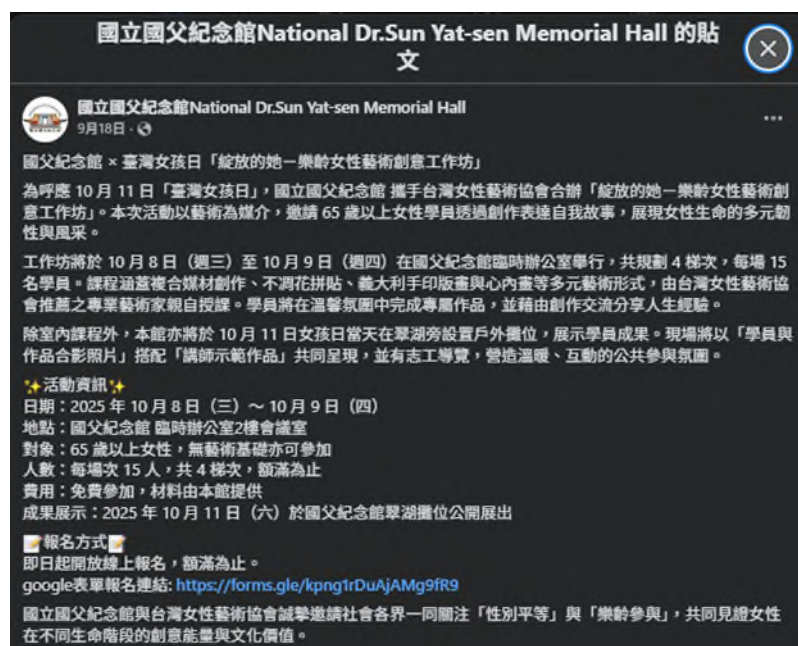 國立國父紀念館National Dr.Sun Yat-sen Memorial Hall 的貼
文
國立國父紀念館National Dr.Sun Yat-sen Memorial Hall
9月18日 ·
國父紀念館 × 臺灣女孩日「綻放的她－樂齡女性藝術創意工作坊」
為呼應 10 月 11 日「臺灣女孩日」，國立國父紀念館 攜手台灣女性藝術協會合辦「綻放的她－樂齡女性藝術創
意工作坊」。本次活動以藝術為媒介，邀請 65 歲以上女性學員透過創作表達自我故事，展現女性生命的多元韌
性與風采。
工作坊將於 10 月 8 日（週三）至 10 月 9 日（週四）在國父紀念館臨時辦公室舉行，共規劃 4 梯次，每場 15
名學員。課程涵蓋複合媒材創作、不凋花拼貼、義大利手印版畫與心內畫等多元藝術形式，由台灣女性藝術協
會推薦之專業藝術家親自授課。學員將在溫馨氛圍中完成專屬作品，並藉由創作交流分享人生經驗。
除室內課程外，本館亦將於 10 月 11 日女孩日當天在翠湖旁設置戶外攤位，展示學員成果。現場將以「學員與
作品合影照片」搭配「講師示範作品」共同呈現，並有志工導覽，營造溫暖、互動的公共參與氛圍。
✨活動資訊✨
日期：2025 年 10 月 8 日（三）～ 10 月 9 日（四）
地點：國父紀念館 臨時辦公室2樓會議室
對象：65 歲以上女性，無藝術基礎亦可參加
人數：每場次 15 人，共 4 梯次，額滿為止
費用：免費參加，材料由本館提供
成果展示：2025 年 10 月 11 日（六）於國父紀念館翠湖攤位公開展出
📝報名方式📝
即日起開放線上報名，額滿為止。
google表單報名連結: https://forms.gle/kpng1rDuAjAMg9fR9
國立國父紀念館與台灣女性藝術協會誠摯邀請社會各界一同關注「性別平等」與「樂齡參與」，共同見證女性
在不同生命階段的創意能量與文化價值。